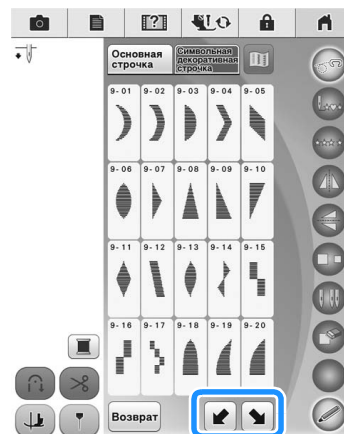 ?
Основная
строчка
Символьная
декоративная
строчка
9-01 9-02 9-03 9-04 9-05
9-06 9-07 9-08 9-09 9-10
9-11 9-12 9-13 9-14 9-15
9-16 9-17 9-18 9-19 9-20
Возврат